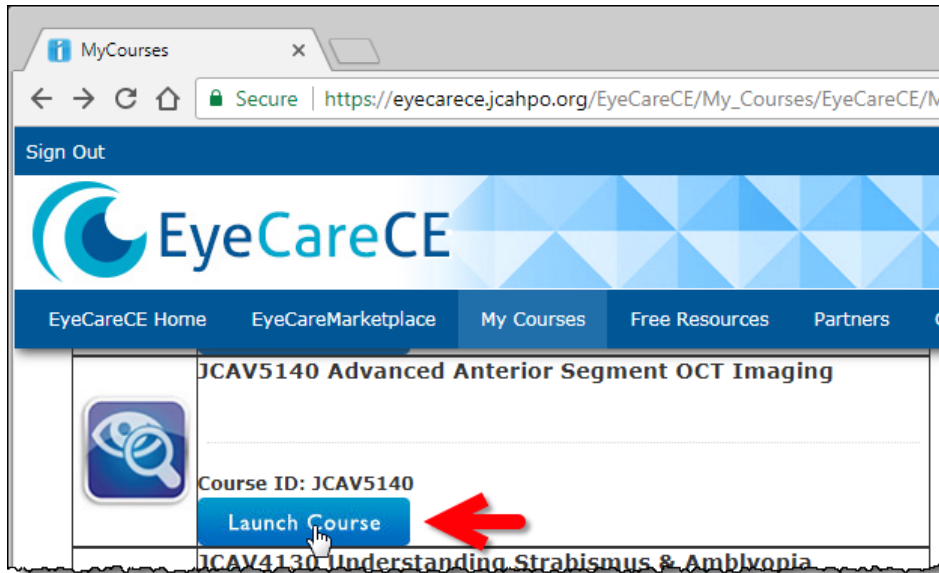 MyCourses
Secure | https://eyecarece.jcahpo.org/EyeCareCE/My_Courses/EyeCareCE/M
Sign Out
EyeCareCE
EyeCareCE Home EyeCareMarketplace My Courses Free Resources Partners
JCAV5140 Advanced Anterior Segment OCT Imaging
Course ID: JCAV5140
Launch Course
JCAV4130 Understanding Strabismus & Amblyopia